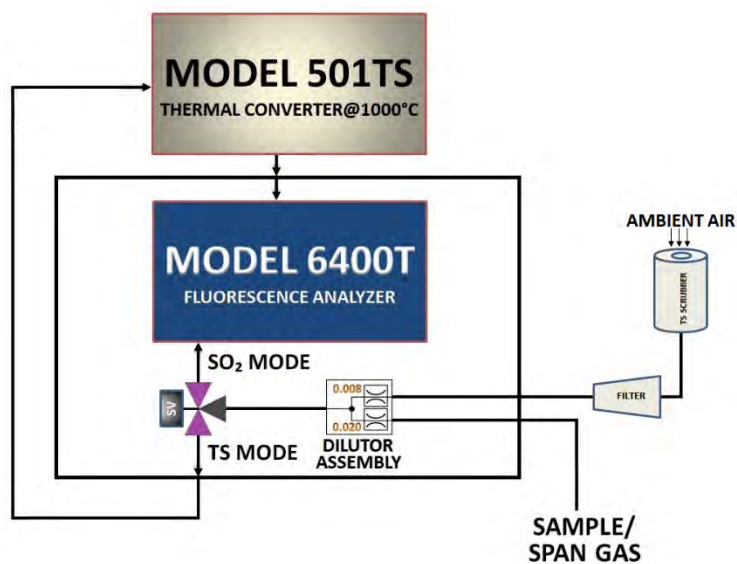 MODEL 501TS
THERMAL CONVERTER@1000°C
AMBIENT AIR
TS SCRUBBER
MODEL 6400T
FLUORESCENCE ANALYZER
SO₂ MODE
SV
0.008
0.020
FILTER
TS MODE
DILUTOR
ASSEMBLY
SAMPLE/
SPAN GAS